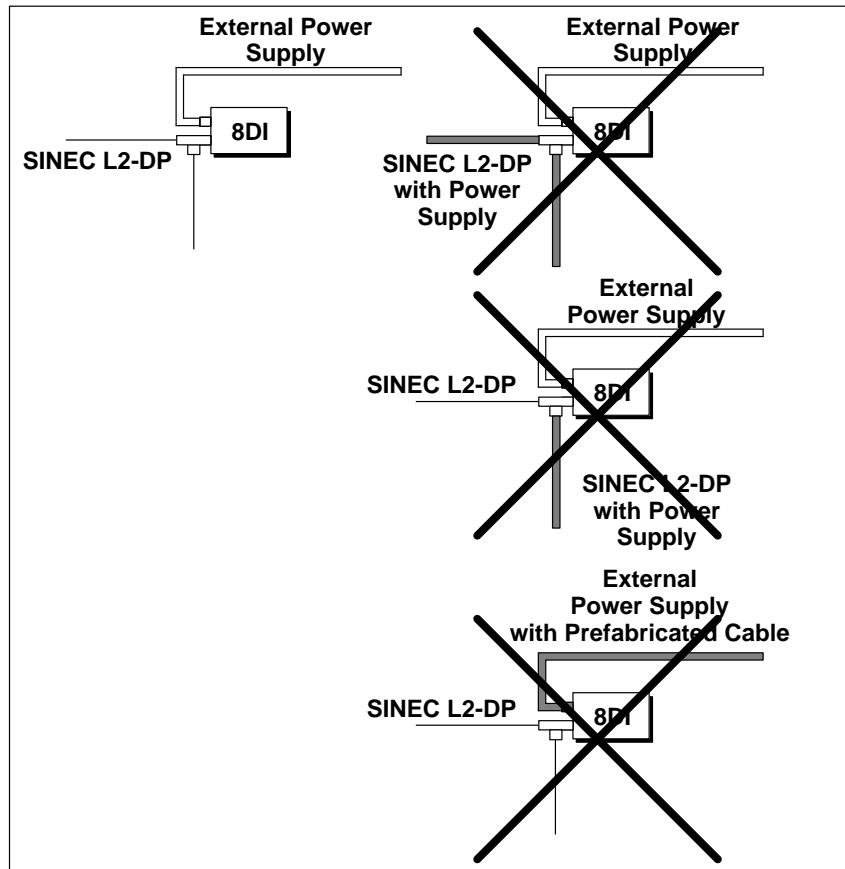 External Power
Supply
8DI
SINEC L2-DP
External Power
Supply
8DI
SINEC L2-DP
with Power
Supply
External
Power Supply
8DI
SINEC L2-DP
SINEC L2-DP
with Power
Supply
External
Power Supply
with Prefabricated Cable
8DI
SINEC L2-DP